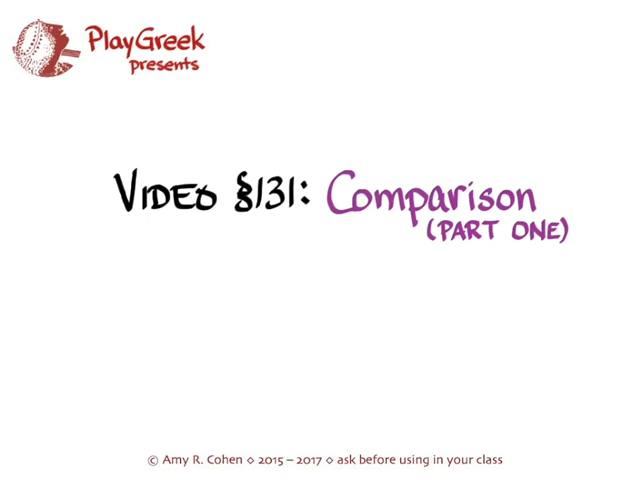 PlayGreek
presents
VIDEO §131: Comparison
(PART ONE)
© Amy R. Cohen ◇ 2015 – 2017 ◇ ask before using in your class